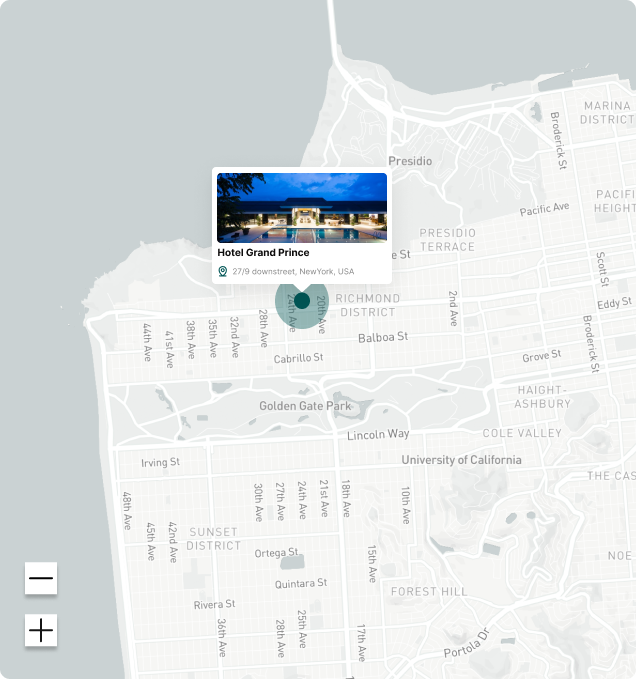 MARINA
DISTRICT
Broderick St
Presidio
PACIFI
HEIGHT
Pacific Ave
PRESIDIO
TERRACE
Hotel Grand Prince
27/9 downstreet, NewYork, USA
e St
Scott St
24th Ave
20th Ave
RICHMOND
DISTRICT
2nd Ave
Eddy St
44th Ave
41st Ave
38th Ave
35th Ave
32nd Ave
28th Ave
Balboa St
Broderick St
Cabrillo St
Grove St
HAIGHT-
ASHBURY
Golden Gate Park
Lincoln Way
COLE VALLEY
Irving St
University of California
THE CAS
48th Ave
45th Ave
42nd Ave
30th Ave
27th Ave
24th Ave
21st Ave
18th Ave
10th Ave
SUNSET
DISTRICT
Ortega St
15th Ave
NOE
Quintara St
FOREST HILL
Rivera St
36th Ave
28th Ave
25th Ave
17th Ave
Portola Dr